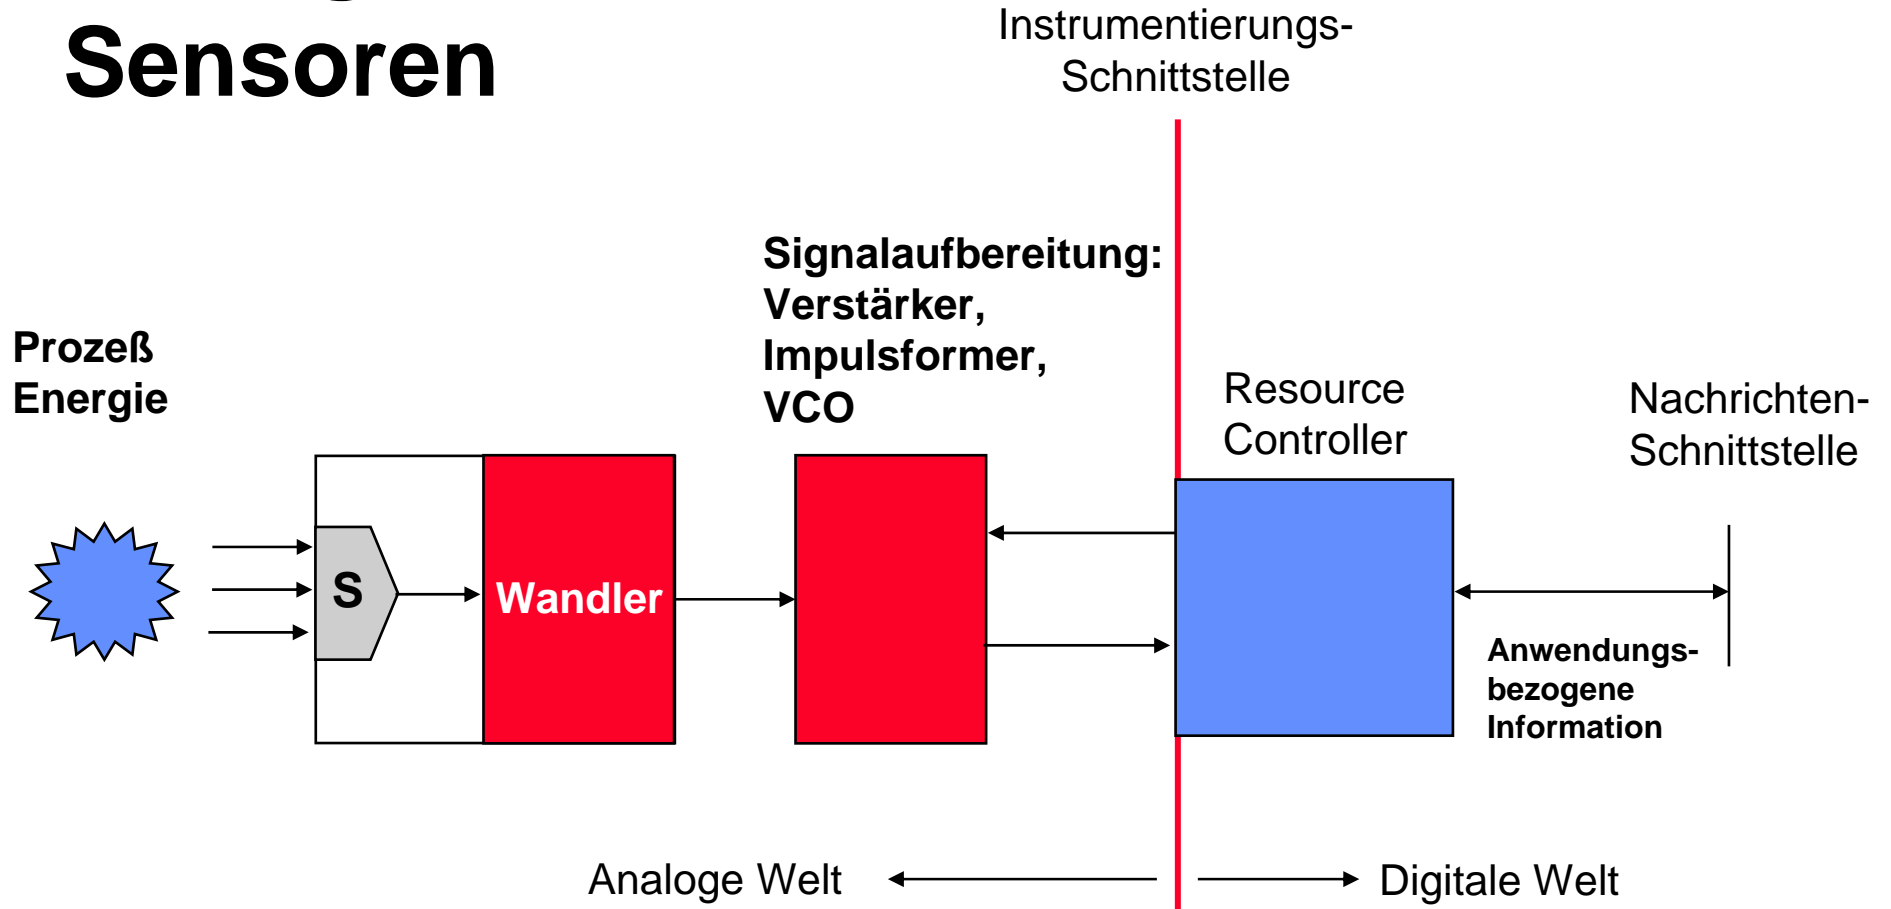 Sensoren
Instrumentierungs-
Schnittstelle
Signalaufbereitung:
Verstärker,
Impulsformer,
VCO
Prozeß
Energie
Resource
Controller
Nachrichten-
Schnittstelle
S
Wandler
Anwendungs-
bezogene
Information
Analoge Welt
Digitale Welt